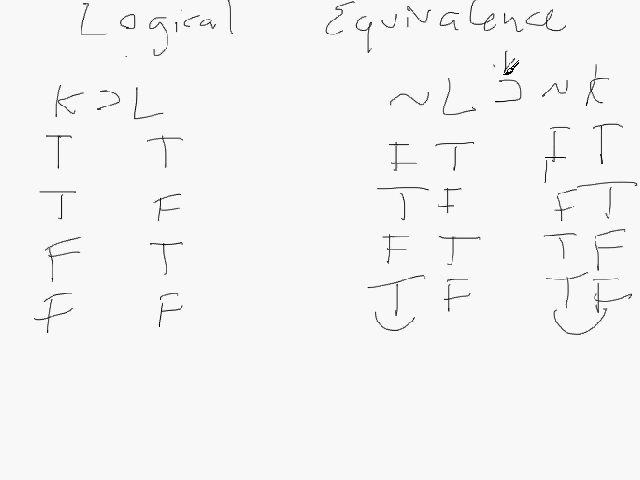 Logical Equivalence
K ⊃ L ~ L ⊃ ~ K
T T F T F T
T F T F F T
F T F T T F
F F T F T F